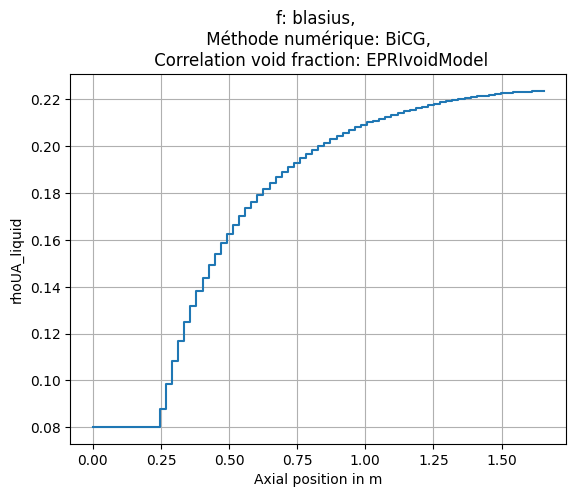 f: blasius,
Méthode numérique: BiCG,
Correlation void fraction: EPRIvoidModel
rhoUA_liquid
0.22
0.20
0.18
0.16
0.14
0.12
0.10
0.08
0.00 0.25 0.50 0.75 1.00 1.25 1.50
Axial position in m